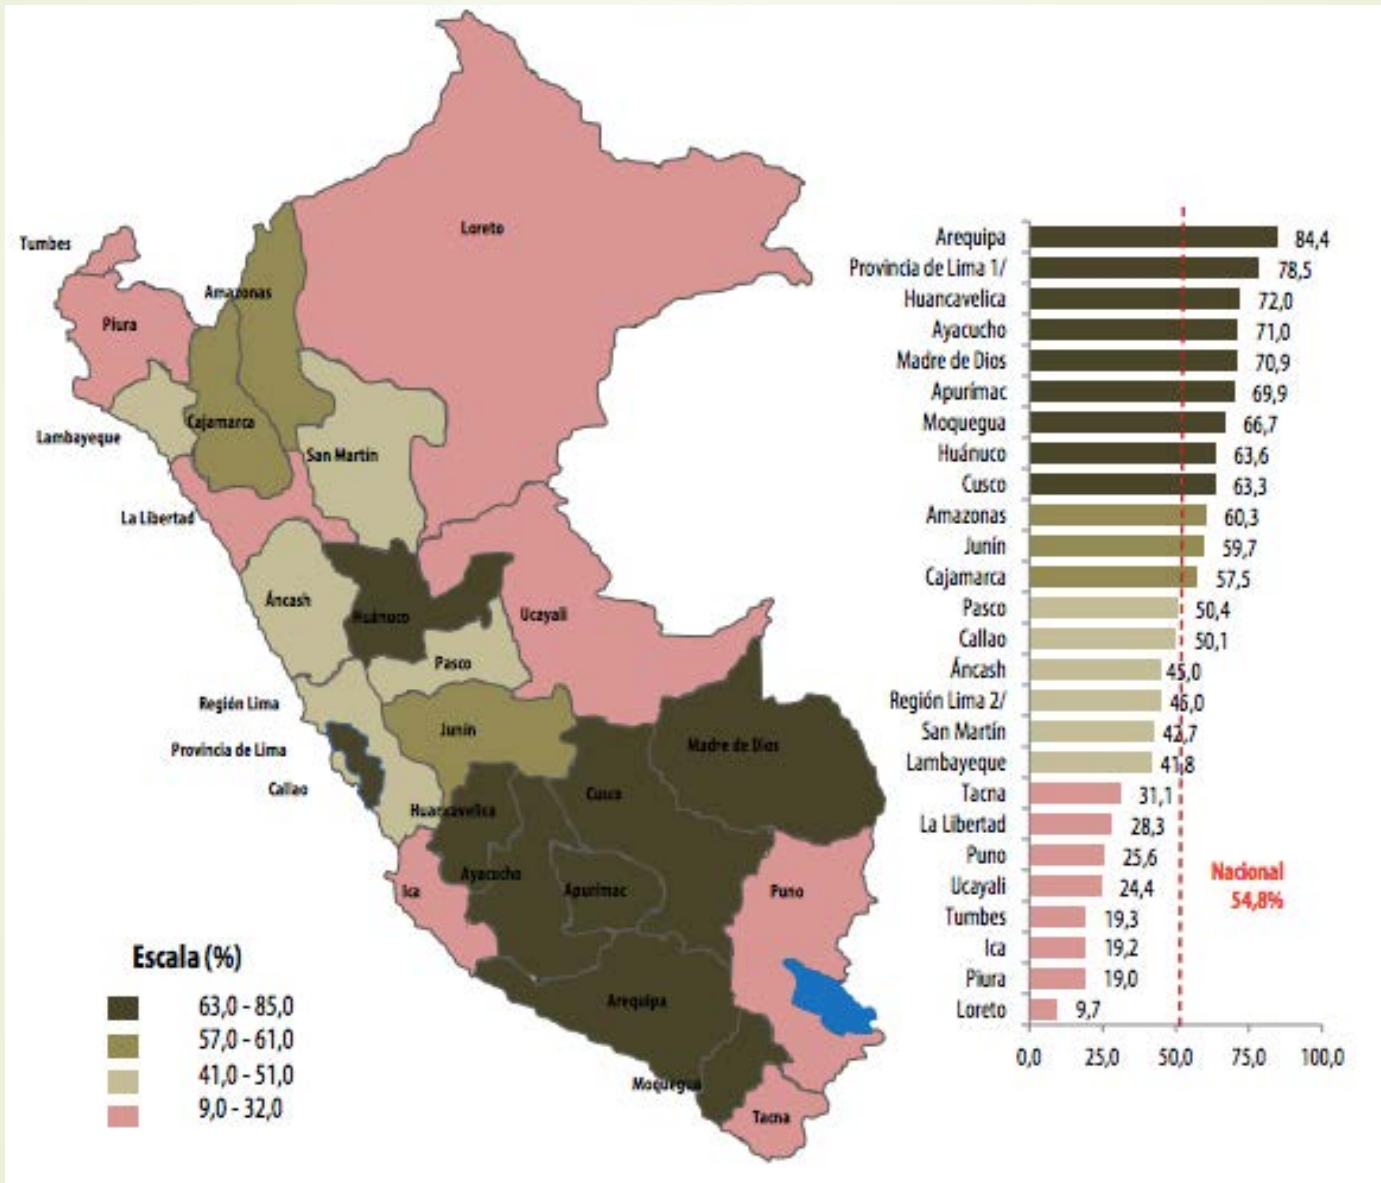 Loreto
Tumbes
Amazonas
Piura
Cajamarca
Lambayeque
San Martín
La Libertad
Áncash
Huánuco
Ucayali
Pasco
Región Lima
Junín
Provincia de Lima
Madre de Dios
Callao
Cusco
Huancavelica
Ayacucho
Apurímac
Ica
Puno
Arequipa
Moquegua
Tacna
Escala (%)
63,0 - 85,0
57,0 - 61,0
41,0 - 51,0
9,0 - 32,0
Arequipa 84,4
Provincia de Lima 1/ 78,5
Huancavelica 72,0
Ayacucho 71,0
Madre de Dios 70,9
Apurímac 69,9
Moquegua 66,7
Huánuco 63,6
Cusco 63,3
Amazonas 60,3
Junín 59,7
Cajamarca 57,5
Pasco 50,4
Callao 50,1
Áncash 45,0
Región Lima 2/ 45,0
San Martín 42,7
Lambayeque 41,8
Tacna 31,1
La Libertad 28,3
Puno 25,6
Ucayali 24,4
Tumbes 19,3
Ica 19,2
Piura 19,0
Loreto 9,7
Nacional
54,8%
0,0 25,0 50,0 75,0 100,0